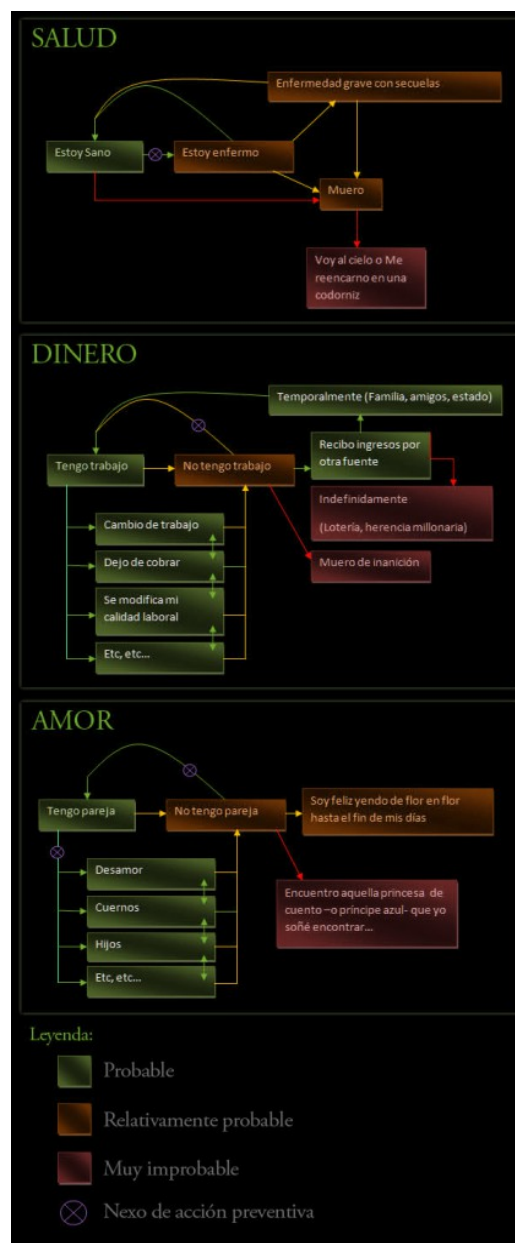 SALUD
Enfermedad grave con secuelas
Estoy Sano
Estoy enfermo
Muero
Voy al cielo o Me
reencarno en una
codorniz
DINERO
Temporalmente (Familia, amigos, estado)
Recibo ingresos por
otra fuente
Tengo trabajo
No tengo trabajo
Indefinidamente
(Lotería, herencia millonaria)
Cambio de trabajo
Dejo de cobrar
Muero de inanición
Se modifica mi
calidad laboral
Etc, etc...
AMOR
Tengo pareja
No tengo pareja
Soy feliz yendo de flor en flor
hasta el fin de mis días
Desamor
Cuernos
Hijos
Etc, etc...
Encuentro aquella princesa de
cuento –o príncipe azul- que yo
soñé encontrar...
Leyenda:
Probable
Relativamente probable
Muy improbable
Nexo de acción preventiva